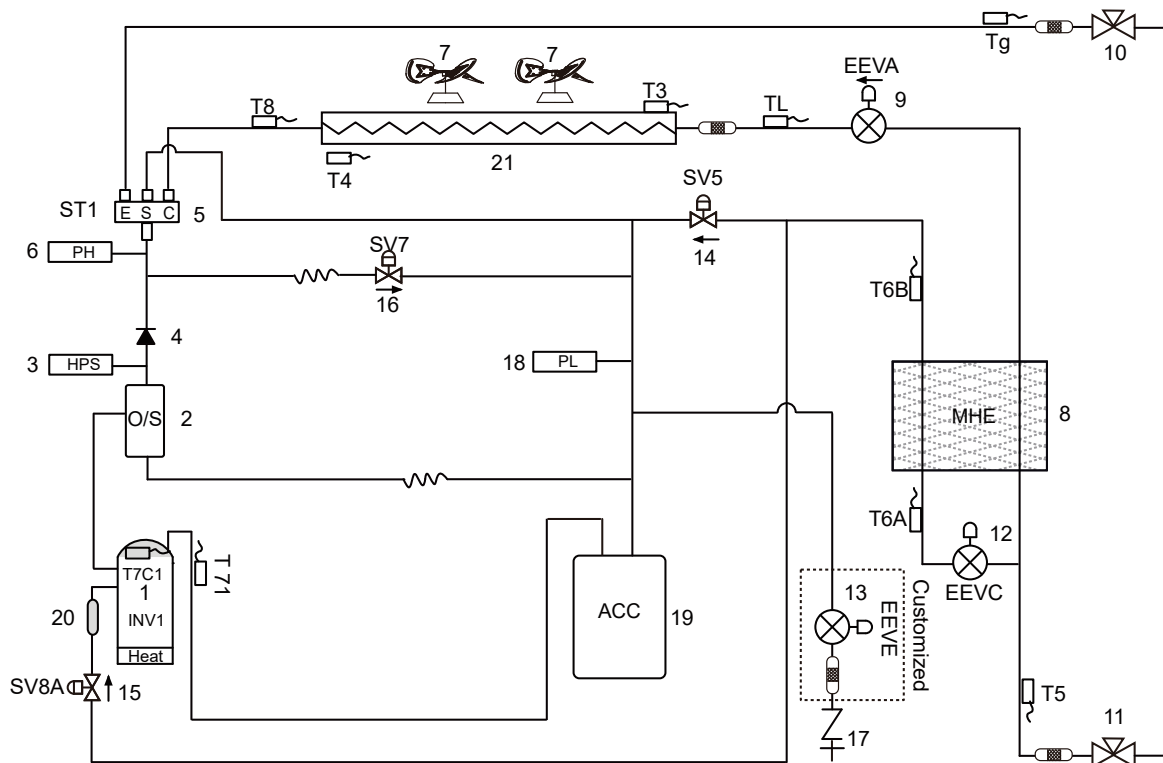 Tg
10
7
7
EEVA
9
T8
T3
TL
21
T4
SV5
ST1
E S C
5
6
PH
SV7
14
16
T6B
4
3
HPS
18
PL
O/S
2
MHE
8
T6A
12
T7C1
1
INV1
Heat
T 71
EEVC
20
ACC
19
13
EEVE
Customized
SV8A
15
T5
17
11